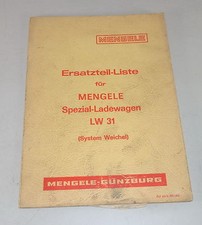 MENGELE
Ersatzteil-Liste
für
MENGELE
Spezial-Ladewagen
LW 31
(System Weichel)
MENGELE-GÜNZBURG